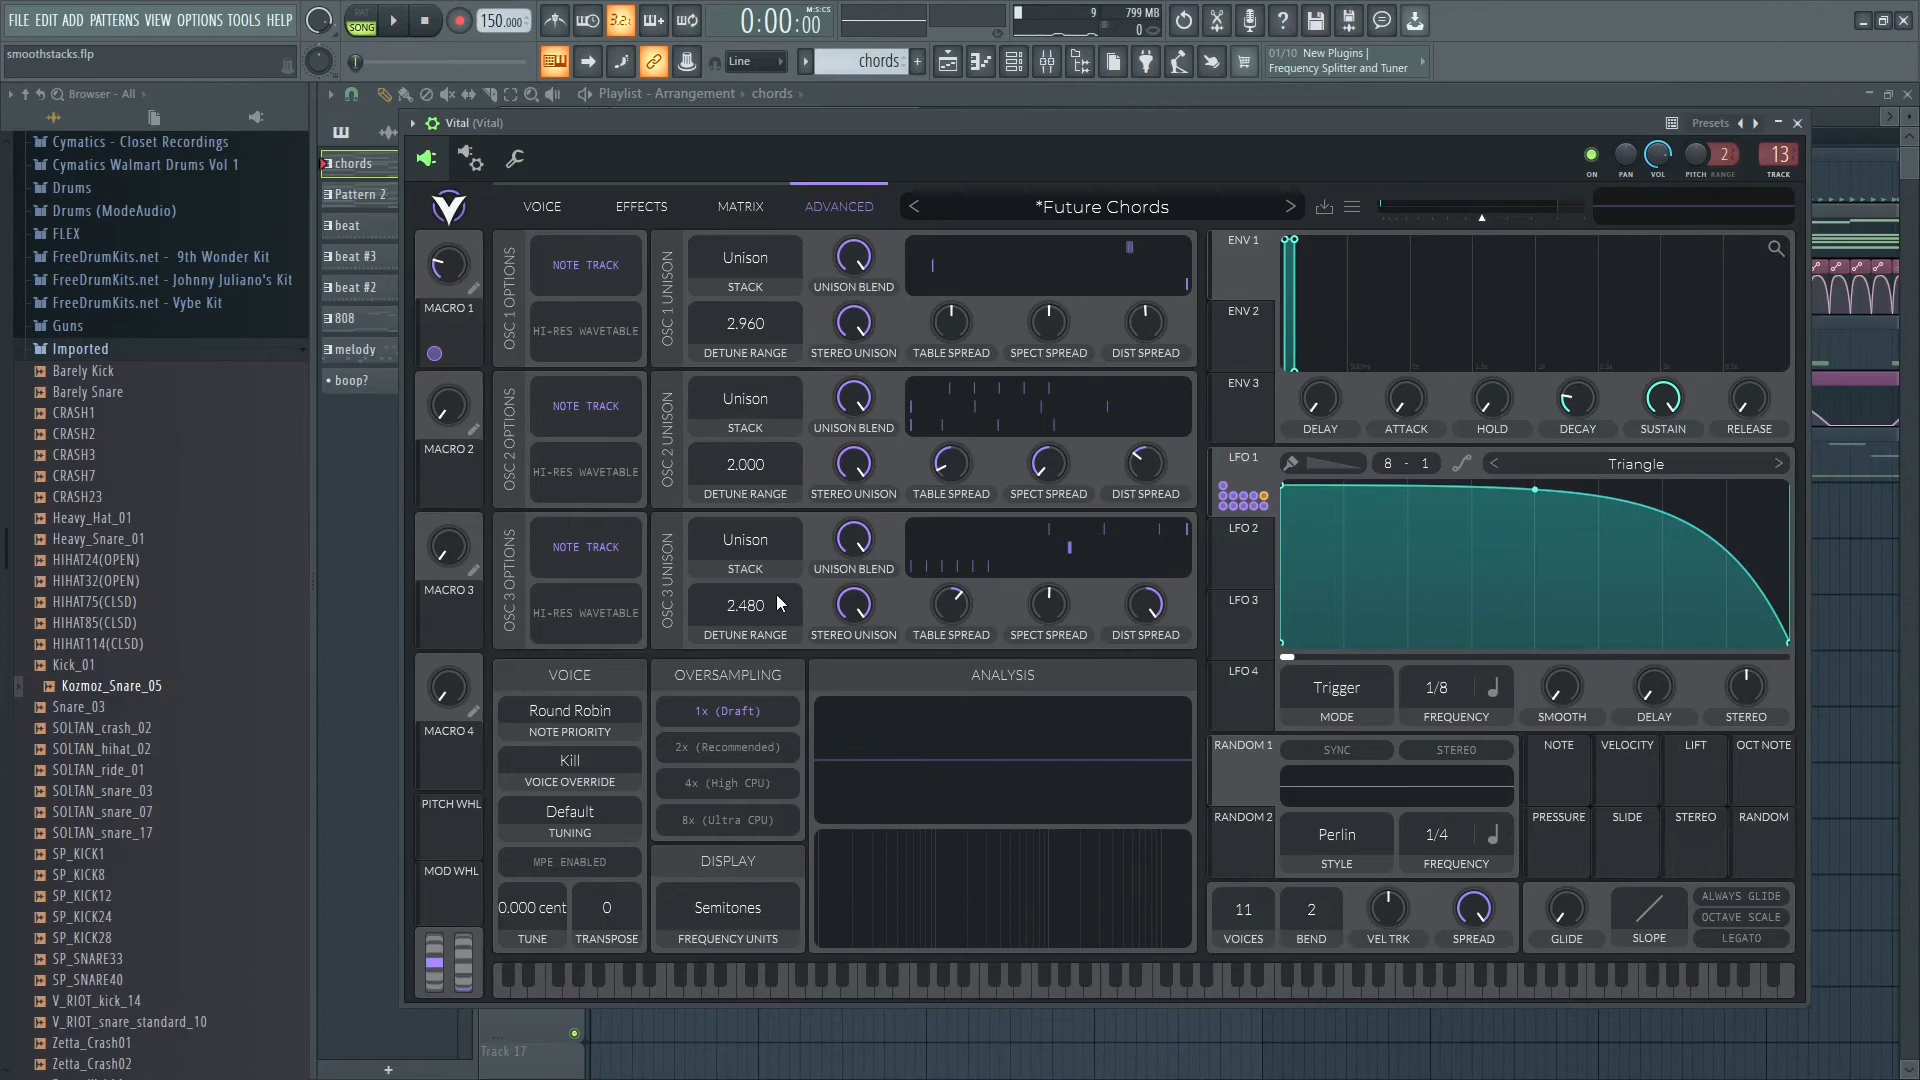 FILE EDIT ADD PATTERNS VIEW OPTIONS TOOLS HELP
PAT
SONG
150.000
3.2.
0:00:00
M:S:CS
9
799 MB
0
smoothstacks.flp
Line
chords
01/10 New Plugins |
Frequency Splitter and Tuner
Browser - All
Playlist - Arrangement
chords
Cymatics - Closet Recordings
Cymatics Walmart Drums Vol 1
Drums
Drums (ModeAudio)
FLEX
FreeDrumKits.net - 9th Wonder Kit
FreeDrumKits.net - Johnny Juliano's Kit
FreeDrumKits.net - Vybe Kit
Guns
Imported
Barely Kick
Barely Snare
CRASH1
CRASH2
CRASH3
CRASH7
CRASH23
Heavy_Hat_01
Heavy_Snare_01
HIHAT24(OPEN)
HIHAT32(OPEN)
HIHAT75(CLSD)
HIHAT85(CLSD)
HIHAT114(CLSD)
Kick_01
Kozmoz_Snare_05
Snare_03
SOLTAN_crash_02
SOLTAN_hihat_02
SOLTAN_ride_01
SOLTAN_snare_03
SOLTAN_snare_07
SOLTAN_snare_17
SP_KICK1
SP_KICK8
SP_KICK12
SP_KICK24
SP_KICK28
SP_SNARE33
SP_SNARE40
V_RIOT_kick_14
V_RIOT_snare_standard_10
Zetta_Crash01
Zetta_Crash02
chords
Pattern 2
beat
beat #3
beat #2
808
melody
boop?
Vital (Vital)
Presets
ON
PAN
VOL
PITCH
RANGE
2
13
TRACK
VOICE
EFFECTS
MATRIX
ADVANCED
*Future Chords
MACRO 1
MACRO 2
MACRO 3
MACRO 4
PITCH WHL
MOD WHL
OSC 1 OPTIONS
NOTE TRACK
HI-RES WAVETABLE
OSC 1 UNISON
Unison
STACK
UNISON BLEND
2.960
DETUNE RANGE
STEREO UNISON
TABLE SPREAD
SPECT SPREAD
DIST SPREAD
OSC 2 OPTIONS
NOTE TRACK
HI-RES WAVETABLE
OSC 2 UNISON
Unison
STACK
UNISON BLEND
2.000
DETUNE RANGE
STEREO UNISON
TABLE SPREAD
SPECT SPREAD
DIST SPREAD
OSC 3 OPTIONS
NOTE TRACK
HI-RES WAVETABLE
OSC 3 UNISON
Unison
STACK
UNISON BLEND
2.480
DETUNE RANGE
STEREO UNISON
TABLE SPREAD
SPECT SPREAD
DIST SPREAD
VOICE
Round Robin
NOTE PRIORITY
Kill
VOICE OVERRIDE
Default
TUNING
MPE ENABLED
0.000 cent
TUNE
0
TRANSPOSE
OVERSAMPLING
1x (Draft)
2x (Recommended)
4x (High CPU)
8x (Ultra CPU)
DISPLAY
Semitones
FREQUENCY UNITS
ANALYSIS
ENV 1
ENV 2
ENV 3
DELAY
ATTACK
HOLD
DECAY
SUSTAIN
RELEASE
LFO 1
LFO 2
LFO 3
LFO 4
8 - 1
Triangle
Trigger
MODE
1/8
FREQUENCY
SMOOTH
DELAY
STEREO
RANDOM 1
RANDOM 2
SYNC
STEREO
Perlin
STYLE
1/4
FREQUENCY
NOTE
VELOCITY
LIFT
OCT NOTE
PRESSURE
SLIDE
STEREO
RANDOM
11
VOICES
2
BEND
VEL TRK
SPREAD
GLIDE
SLOPE
ALWAYS GLIDE
OCTAVE SCALE
LEGATO
Track 17